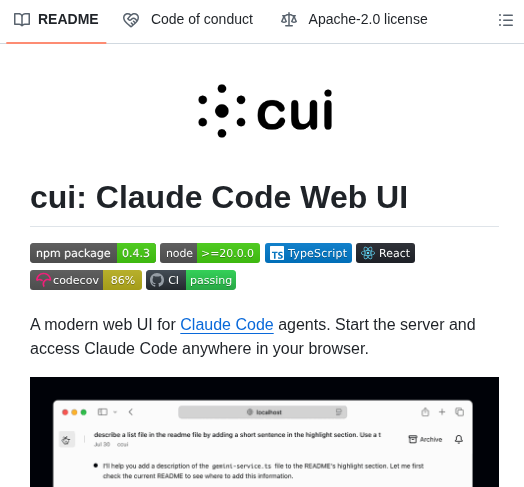 README
Code of conduct
Apache-2.0 license
cui
cui: Claude Code Web UI
npm package 0.4.3
node >=20.0.0
TS TypeScript
React
codecov 86%
CI passing
A modern web UI for Claude Code agents. Start the server and
access Claude Code anywhere in your browser.
localhost
describe a list file in the readme file by adding a short sentence in the highlight section. Use a t
Jul 30 cui
Archive
I'll help you add a description of the gemini-service.ts file to the README's highlight section. Let me first
check the current README to see where to add this information.